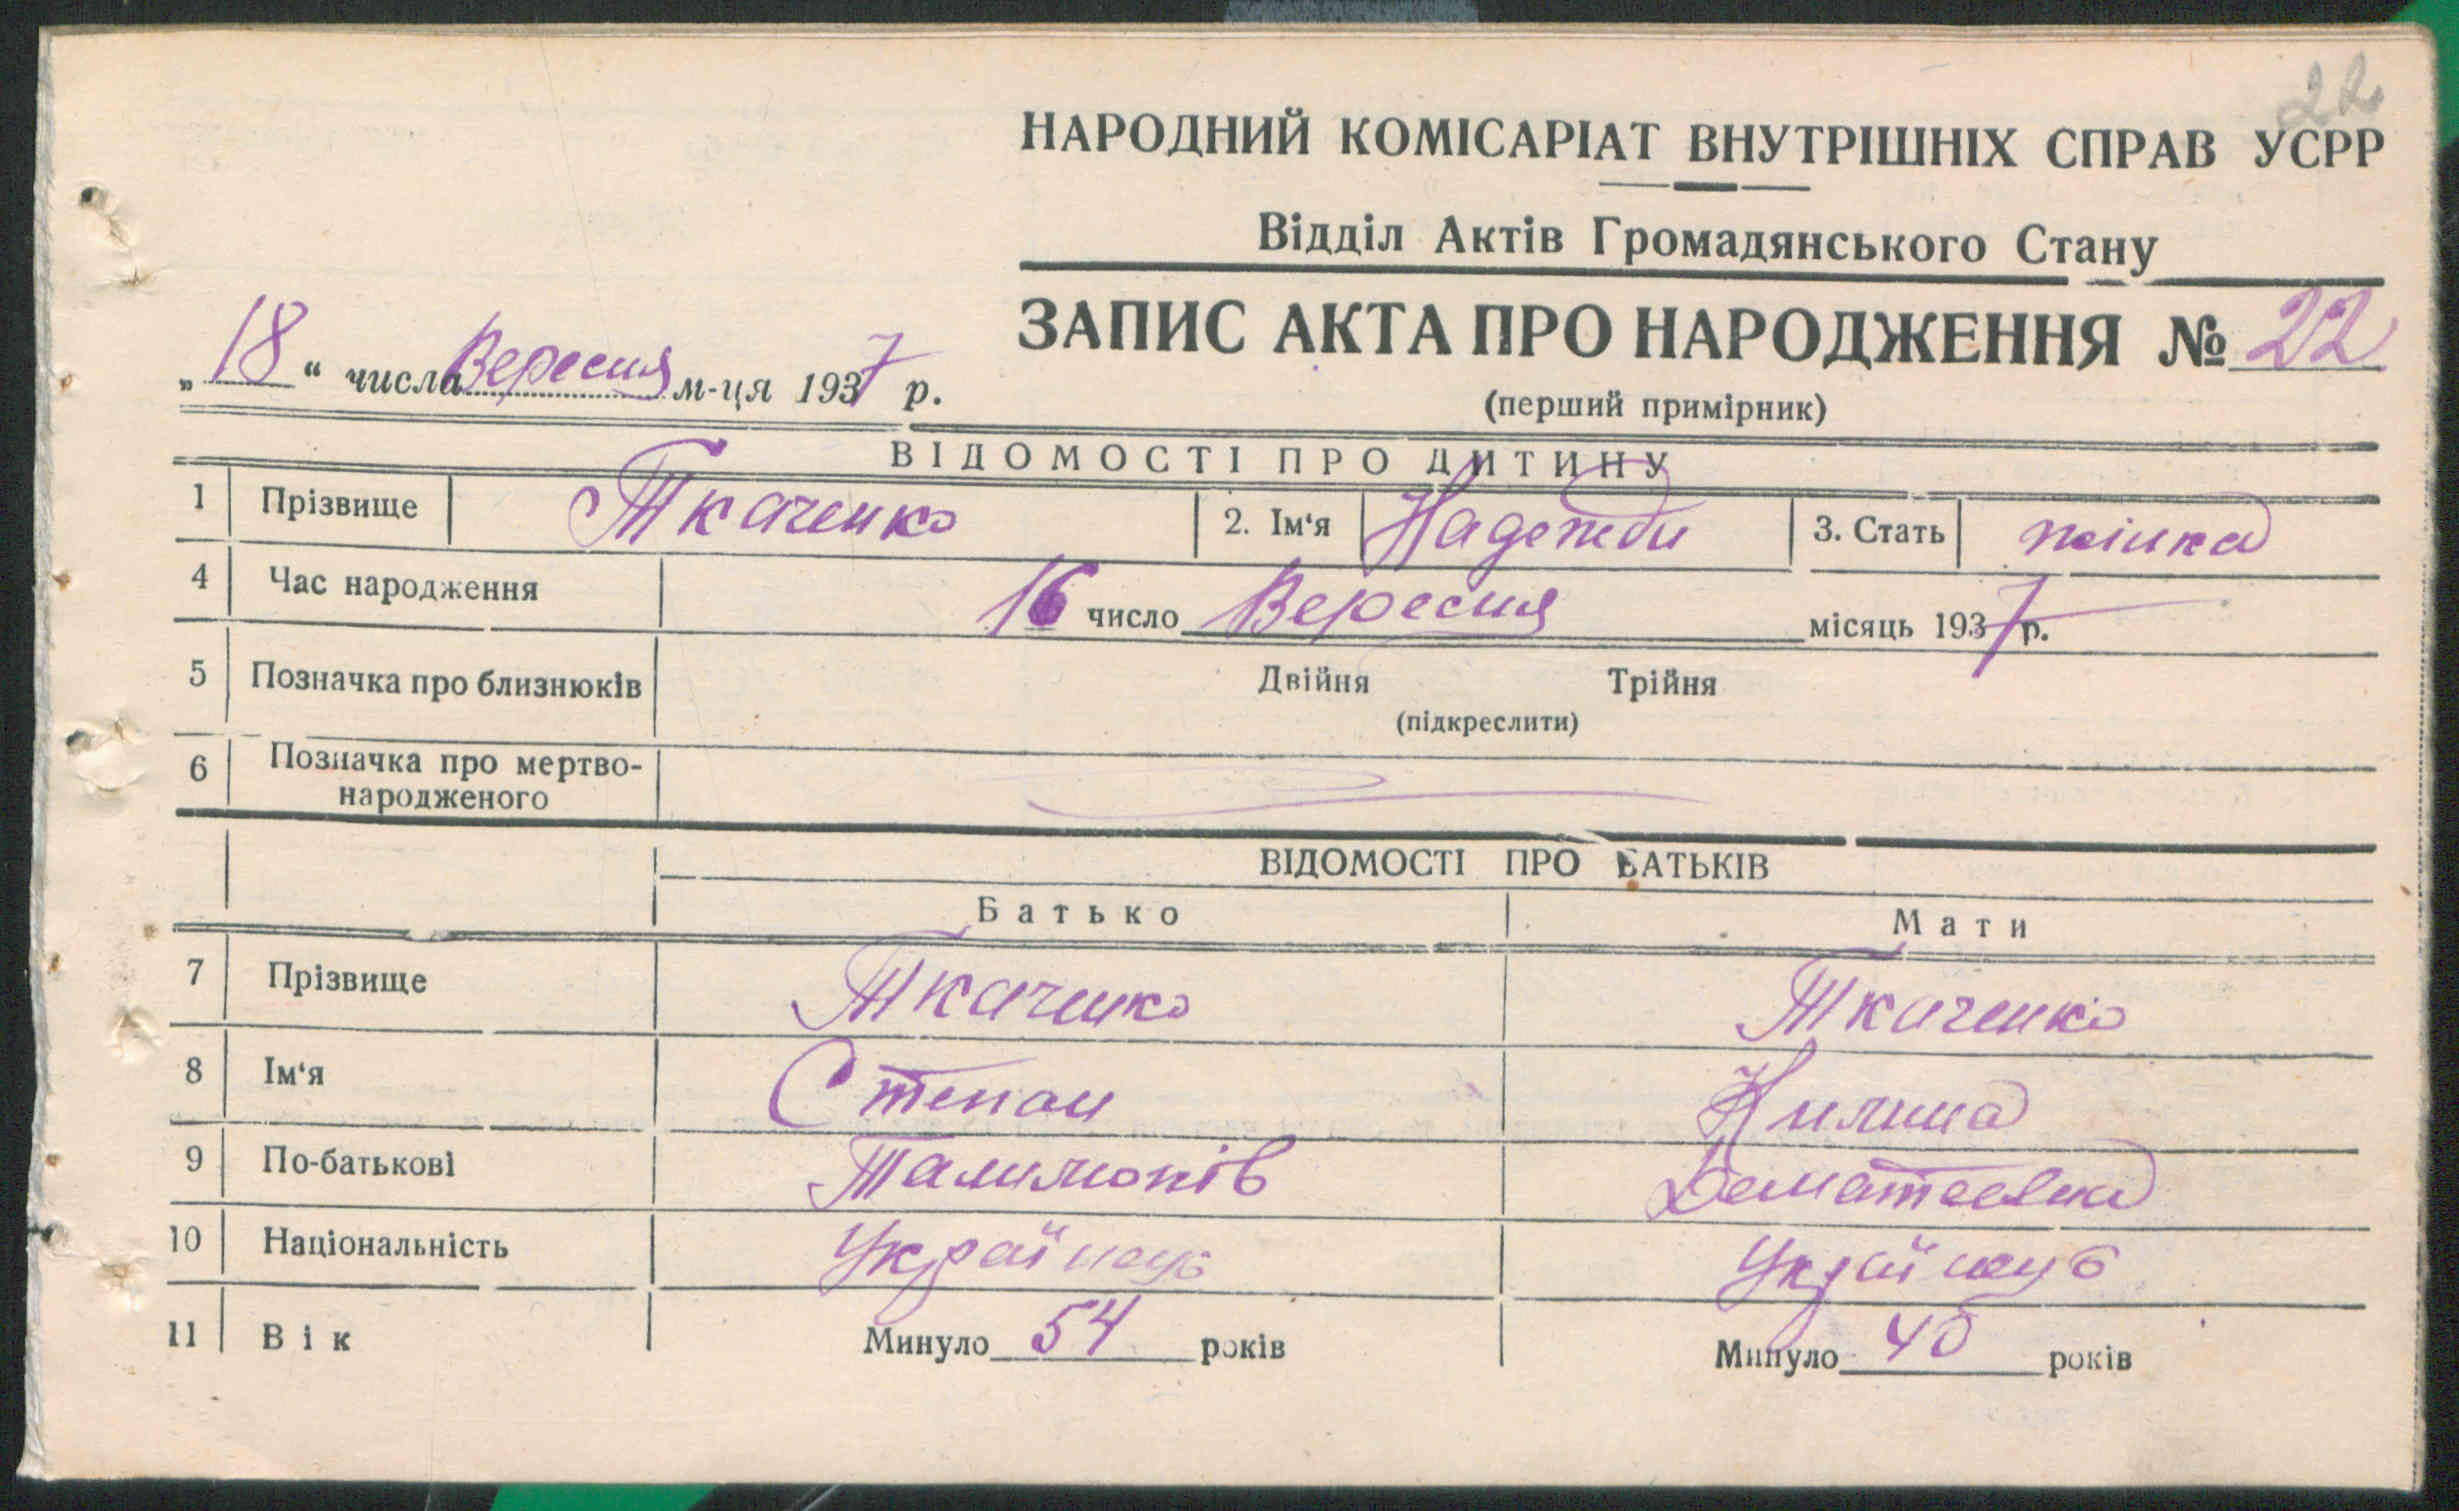 22
НАРОДНИЙ КОМІСАРІАТ ВНУТРІШНІХ СПРАВ УСРР
Відділ Актів Громадянського Стану
ЗАПИС АКТА ПРО НАРОДЖЕННЯ № 22
„18“ числа Вересня м-ця 1937 р.
(перший примірник)
ВІДОМОСТІ ПРО ДИТИНУ
1 Прізвище Ткаченко 2. Ім‘я Надежди 3. Стать жінка
4 Час народження 16 число Вересня місяць 1937 р.
5 Позначка про близнюків Двійня Трійня
(підкреслити)
6 Позначка про мертво-
народженого
ВІДОМОСТІ ПРО БАТЬКІВ
Батько Мати
7 Прізвище Ткаченко Ткаченко
8 Ім‘я Степан
9 По-батькові
10 Національність Українець Українець
11 Вік Минуло 54 років Минуло 40 років